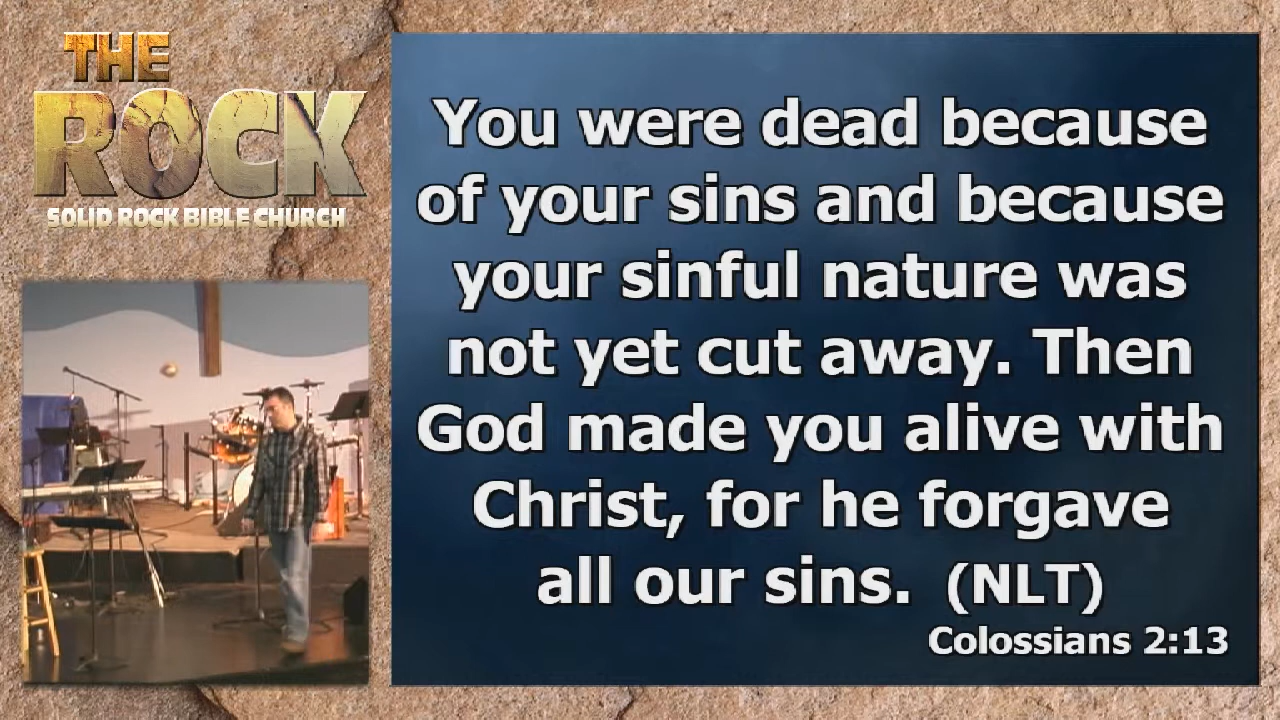 THE
ROCK
SOLID ROCK BIBLE CHURCH
You were dead because
of your sins and because
your sinful nature was
not yet cut away. Then
God made you alive with
Christ, for he forgave
all our sins. (NLT)
Colossians 2:13